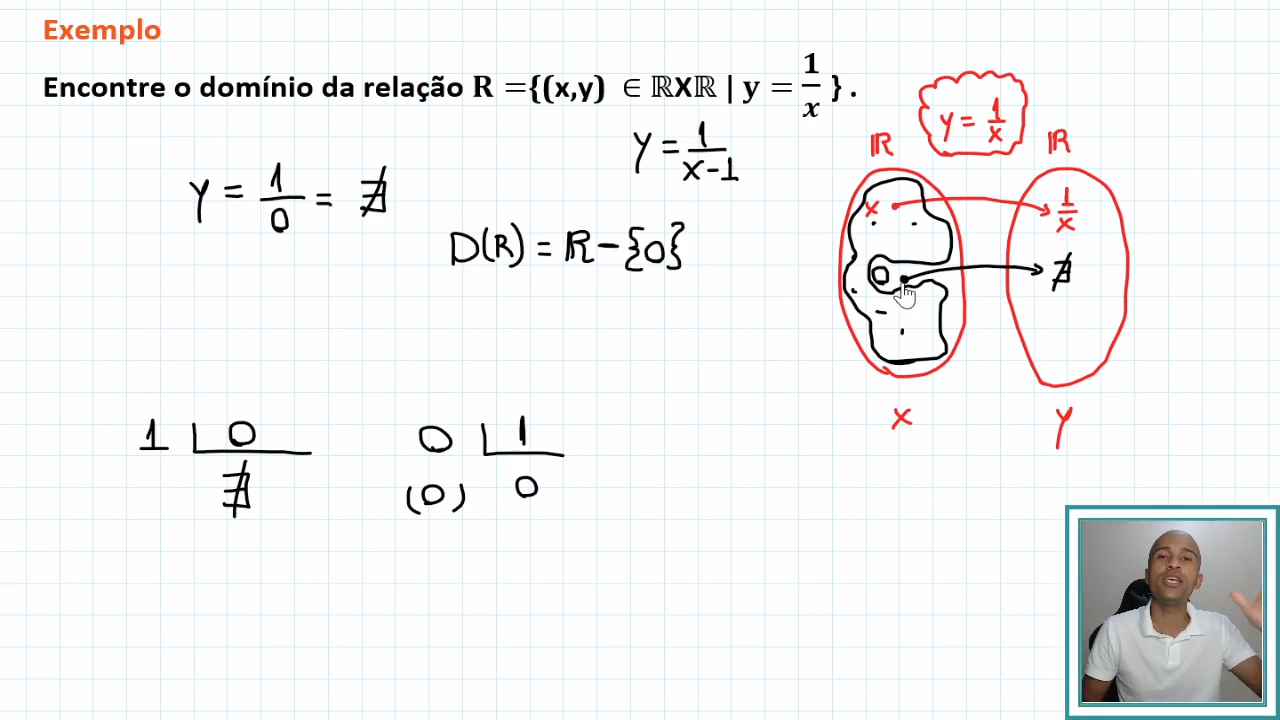 Exemplo
Encontre o domínio da relação R ={(x,y) ∈ ℝXℝ | y = 1/x } .
y = 1/x
ℝ ℝ
y = 1/(x-1)
y = 1/0 = ∄
D(R) = ℝ - {0}
x 1/x
0 ∄
x y
1 | 0
∄
0 | 1
(0) 0